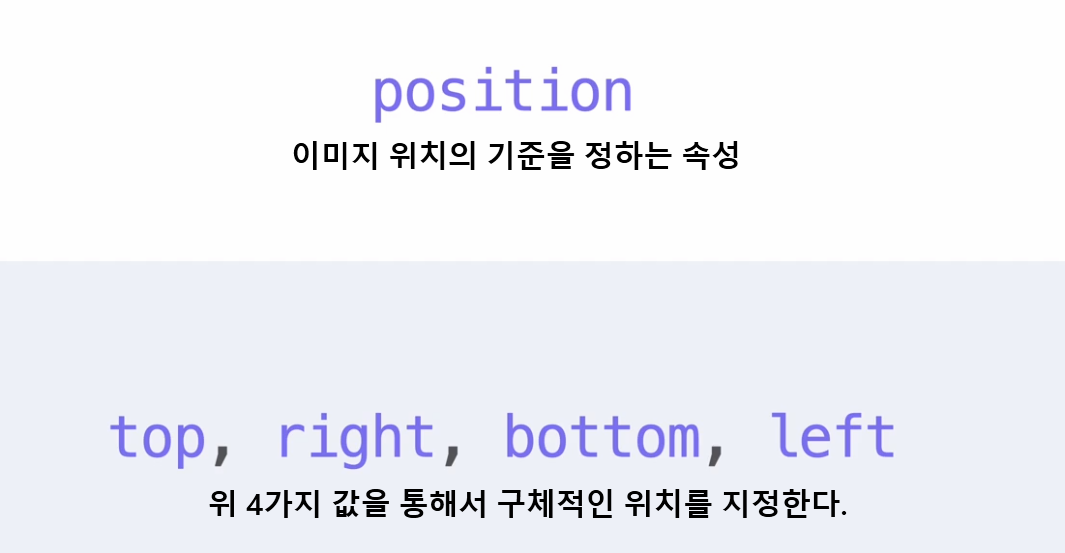 position
이미지 위치의 기준을 정하는 속성
top, right, bottom, left
위 4가지 값을 통해서 구체적인 위치를 지정한다.